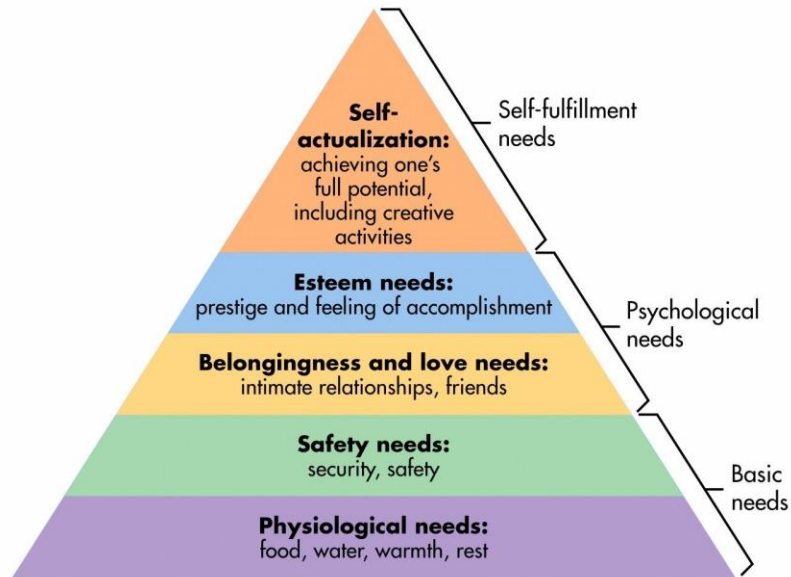 Self-
actualization:
achieving one's
full potential,
including creative
activities
Self-fulfillment
needs
Esteem needs:
prestige and feeling of accomplishment
Psychological
needs
Belongingness and love needs:
intimate relationships, friends
Safety needs:
security, safety
Basic
needs
Physiological needs:
food, water, warmth, rest